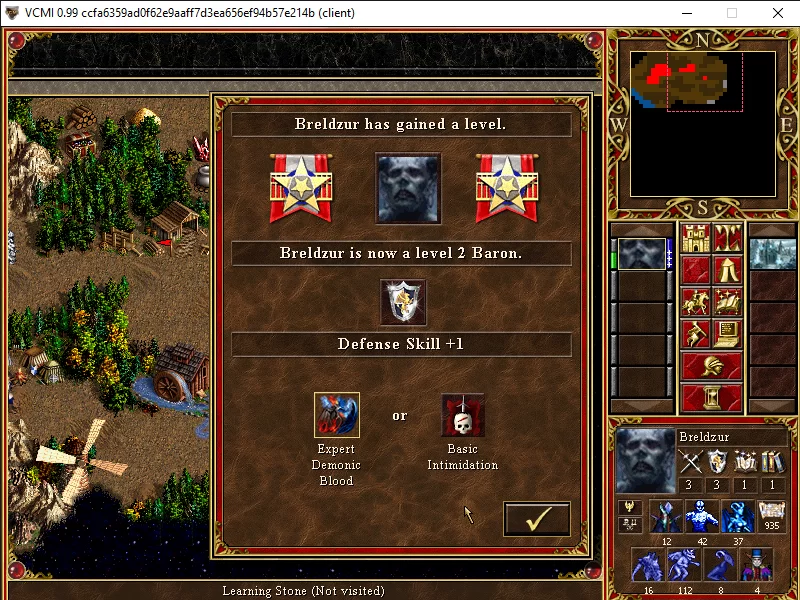 VCMI 0.99 ccfa6359ad0f62e9aaff7d3ea656ef94b57e214b (client)
N
W
E
S
Breldzur has gained a level.
Breldzur is now a level 2 Baron.
Defense Skill +1
or
Expert
Demonic
Blood
Basic
Intimidation
Breldzur
3 3 1 1
935
12 42 37
16 112 8 4
Learning Stone (Not visited)